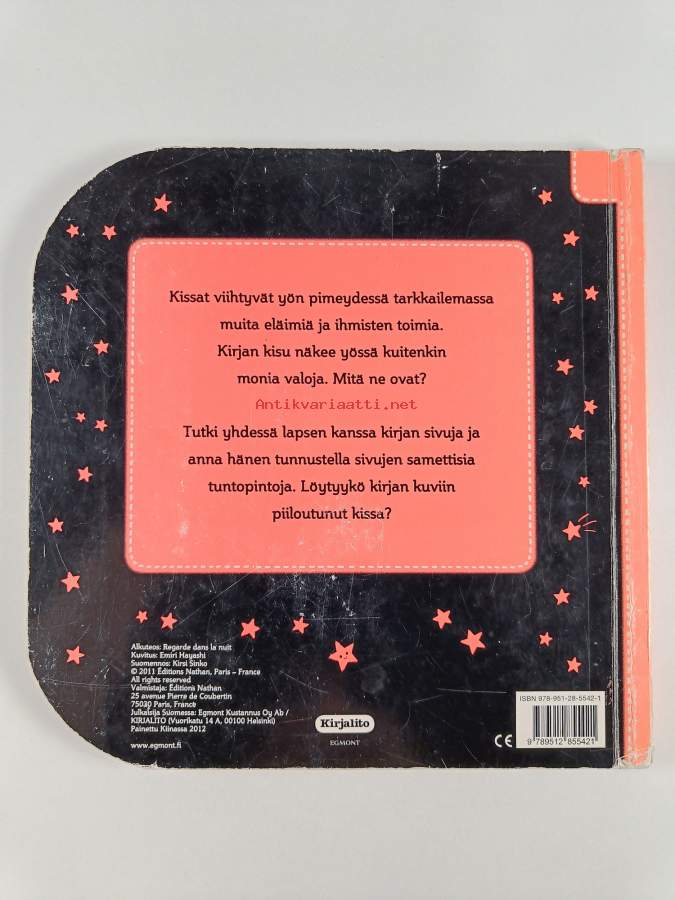 Kissat viihtyvät yön pimeydessä tarkkailemassa
muita eläimiä ja ihmisten toimia.
Kirjan kisu näkee yössä kuitenkin
monia valoja. Mitä ne ovat?
Antikvariaatti.net
Tutki yhdessä lapsen kanssa kirjan sivuja ja
anna hänen tunnustella sivujen samettisia
tuntopintoja. Löytyykö kirjan kuviin
piiloutunut kissa?
Alkuteos: Regarde dans la nuit
Kuvitus: Emiri Hayashi
Suomennos: Kirsi Sinko
© 2011 Éditions Nathan, Paris – France
All rights reserved
Valmistaja: Éditions Nathan
25 avenue Pierre de Coubertin
75020 Paris, France
Julkaisija Suomessa: Egmont Kustannus Oy Ab /
KIRJALITO (Vuorikatu 14 A, 00100 Helsinki)
Painettu Kiinassa 2012
www.egmont.fi
Kirjalito
EGMONT
CE
ISBN 978-951-28-5542-1
9 789512 855421